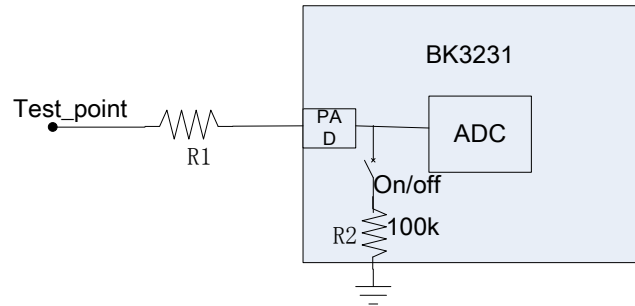 BK3231
Test_point
PA
D
ADC
R1
On/off
R2
100k